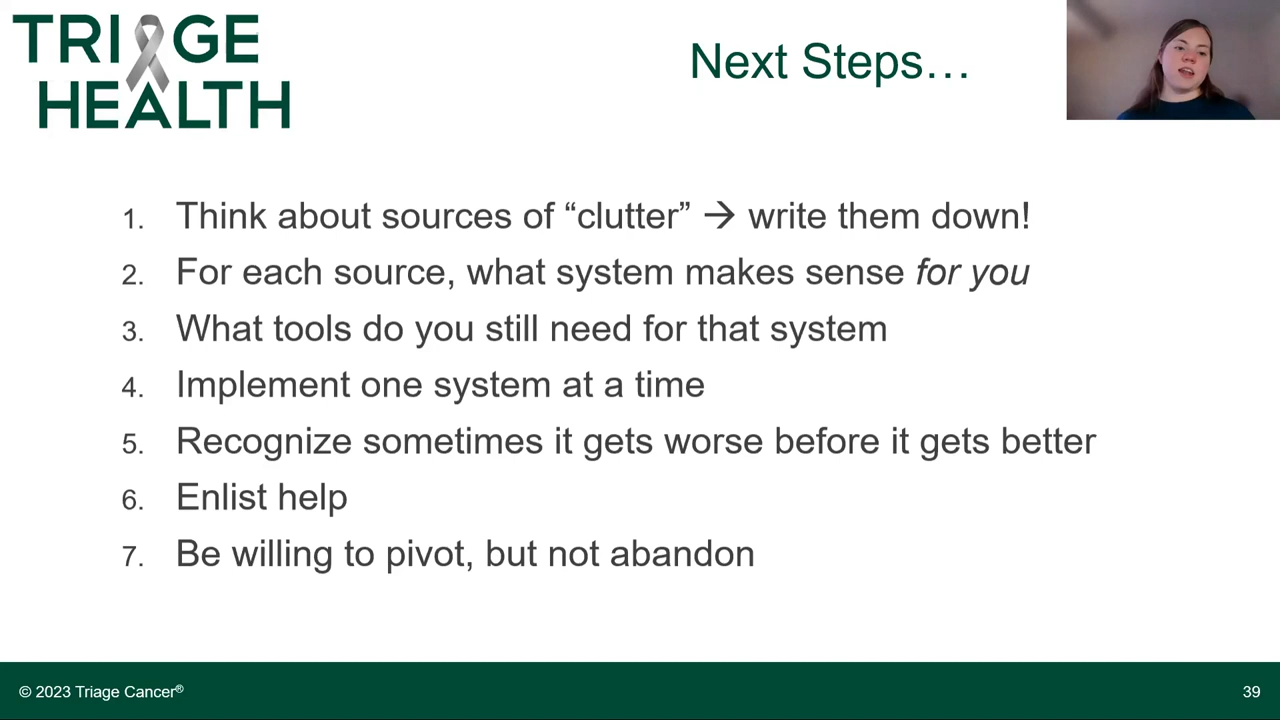 TRIAGE
HEALTH
Next Steps…
1. Think about sources of “clutter” → write them down!
2. For each source, what system makes sense for you
3. What tools do you still need for that system
4. Implement one system at a time
5. Recognize sometimes it gets worse before it gets better
6. Enlist help
7. Be willing to pivot, but not abandon
© 2023 Triage Cancer®
39